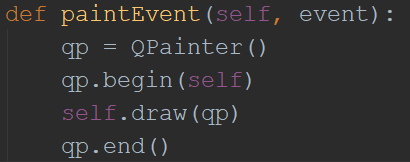 def paintEvent(self, event):
    qp = QPainter()
    qp.begin(self)
    self.draw(qp)
    qp.end()